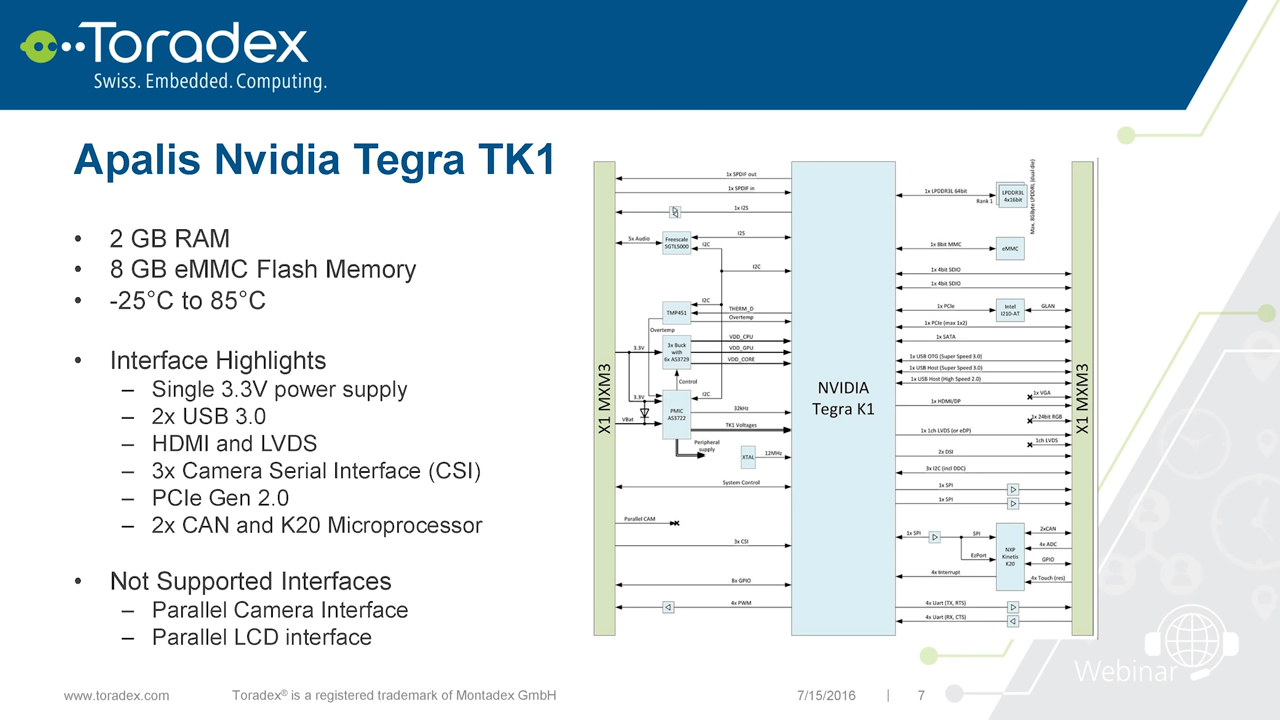 Toradex
Swiss. Embedded. Computing.
Apalis Nvidia Tegra TK1
• 2 GB RAM
• 8 GB eMMC Flash Memory
• -25°C to 85°C
• Interface Highlights
– Single 3.3V power supply
– 2x USB 3.0
– HDMI and LVDS
– 3x Camera Serial Interface (CSI)
– PCIe Gen 2.0
– 2x CAN and K20 Microprocessor
• Not Supported Interfaces
– Parallel Camera Interface
– Parallel LCD interface
X1 MXM3
1x SPDIF out
1x SPDIF in
1x I2S
5x Audio
Freescale
SGTL5000
I2S
I2C
I2C
I2C
TMP451
THERM_D
Overtemp
Overtemp
3.3V
3x Buck
with
6x AS3729
VDD_CPU
VDD_GPU
VDD_CORE
Control
3.3V
I2C
VBat
PMIC
AS3722
32kHz
TK1 Voltages
Peripheral
supply
XTAL
12MHz
System Control
Parallel CAM
3x CSI
8x GPIO
4x PWM
NVIDIA
Tegra K1
1x LPDDR3L 64bit
Rank 1
LPDDR3L
4x16bit
Max. 8GByte LPDDRL (dual die)
1x 8bit MMC
eMMC
1x 4bit SDIO
1x 4bit SDIO
1x PCIe
Intel
I210-AT
GLAN
1x PCIe (max 1x2)
1x SATA
1x USB OTG (Super Speed 3.0)
1x USB Host (Super Speed 3.0)
1x USB Host (High Speed 2.0)
1x VGA
1x HDMI/DP
1x 24bit RGB
1x 1ch LVDS (or eDP)
1ch LVDS
2x DSI
3x I2C (incl DDC)
1x SPI
1x SPI
1x SPI
SPI
EzPort
NXP
Kinetis
K20
2xCAN
4x ADC
GPIO
4x Touch (res)
4x Interrupt
4x Uart (TX, RTS)
4x Uart (RX, CTS)
X1 MXM3
Webinar
www.toradex.com
Toradex® is a registered trademark of Montadex GmbH
7/15/2016 | 7